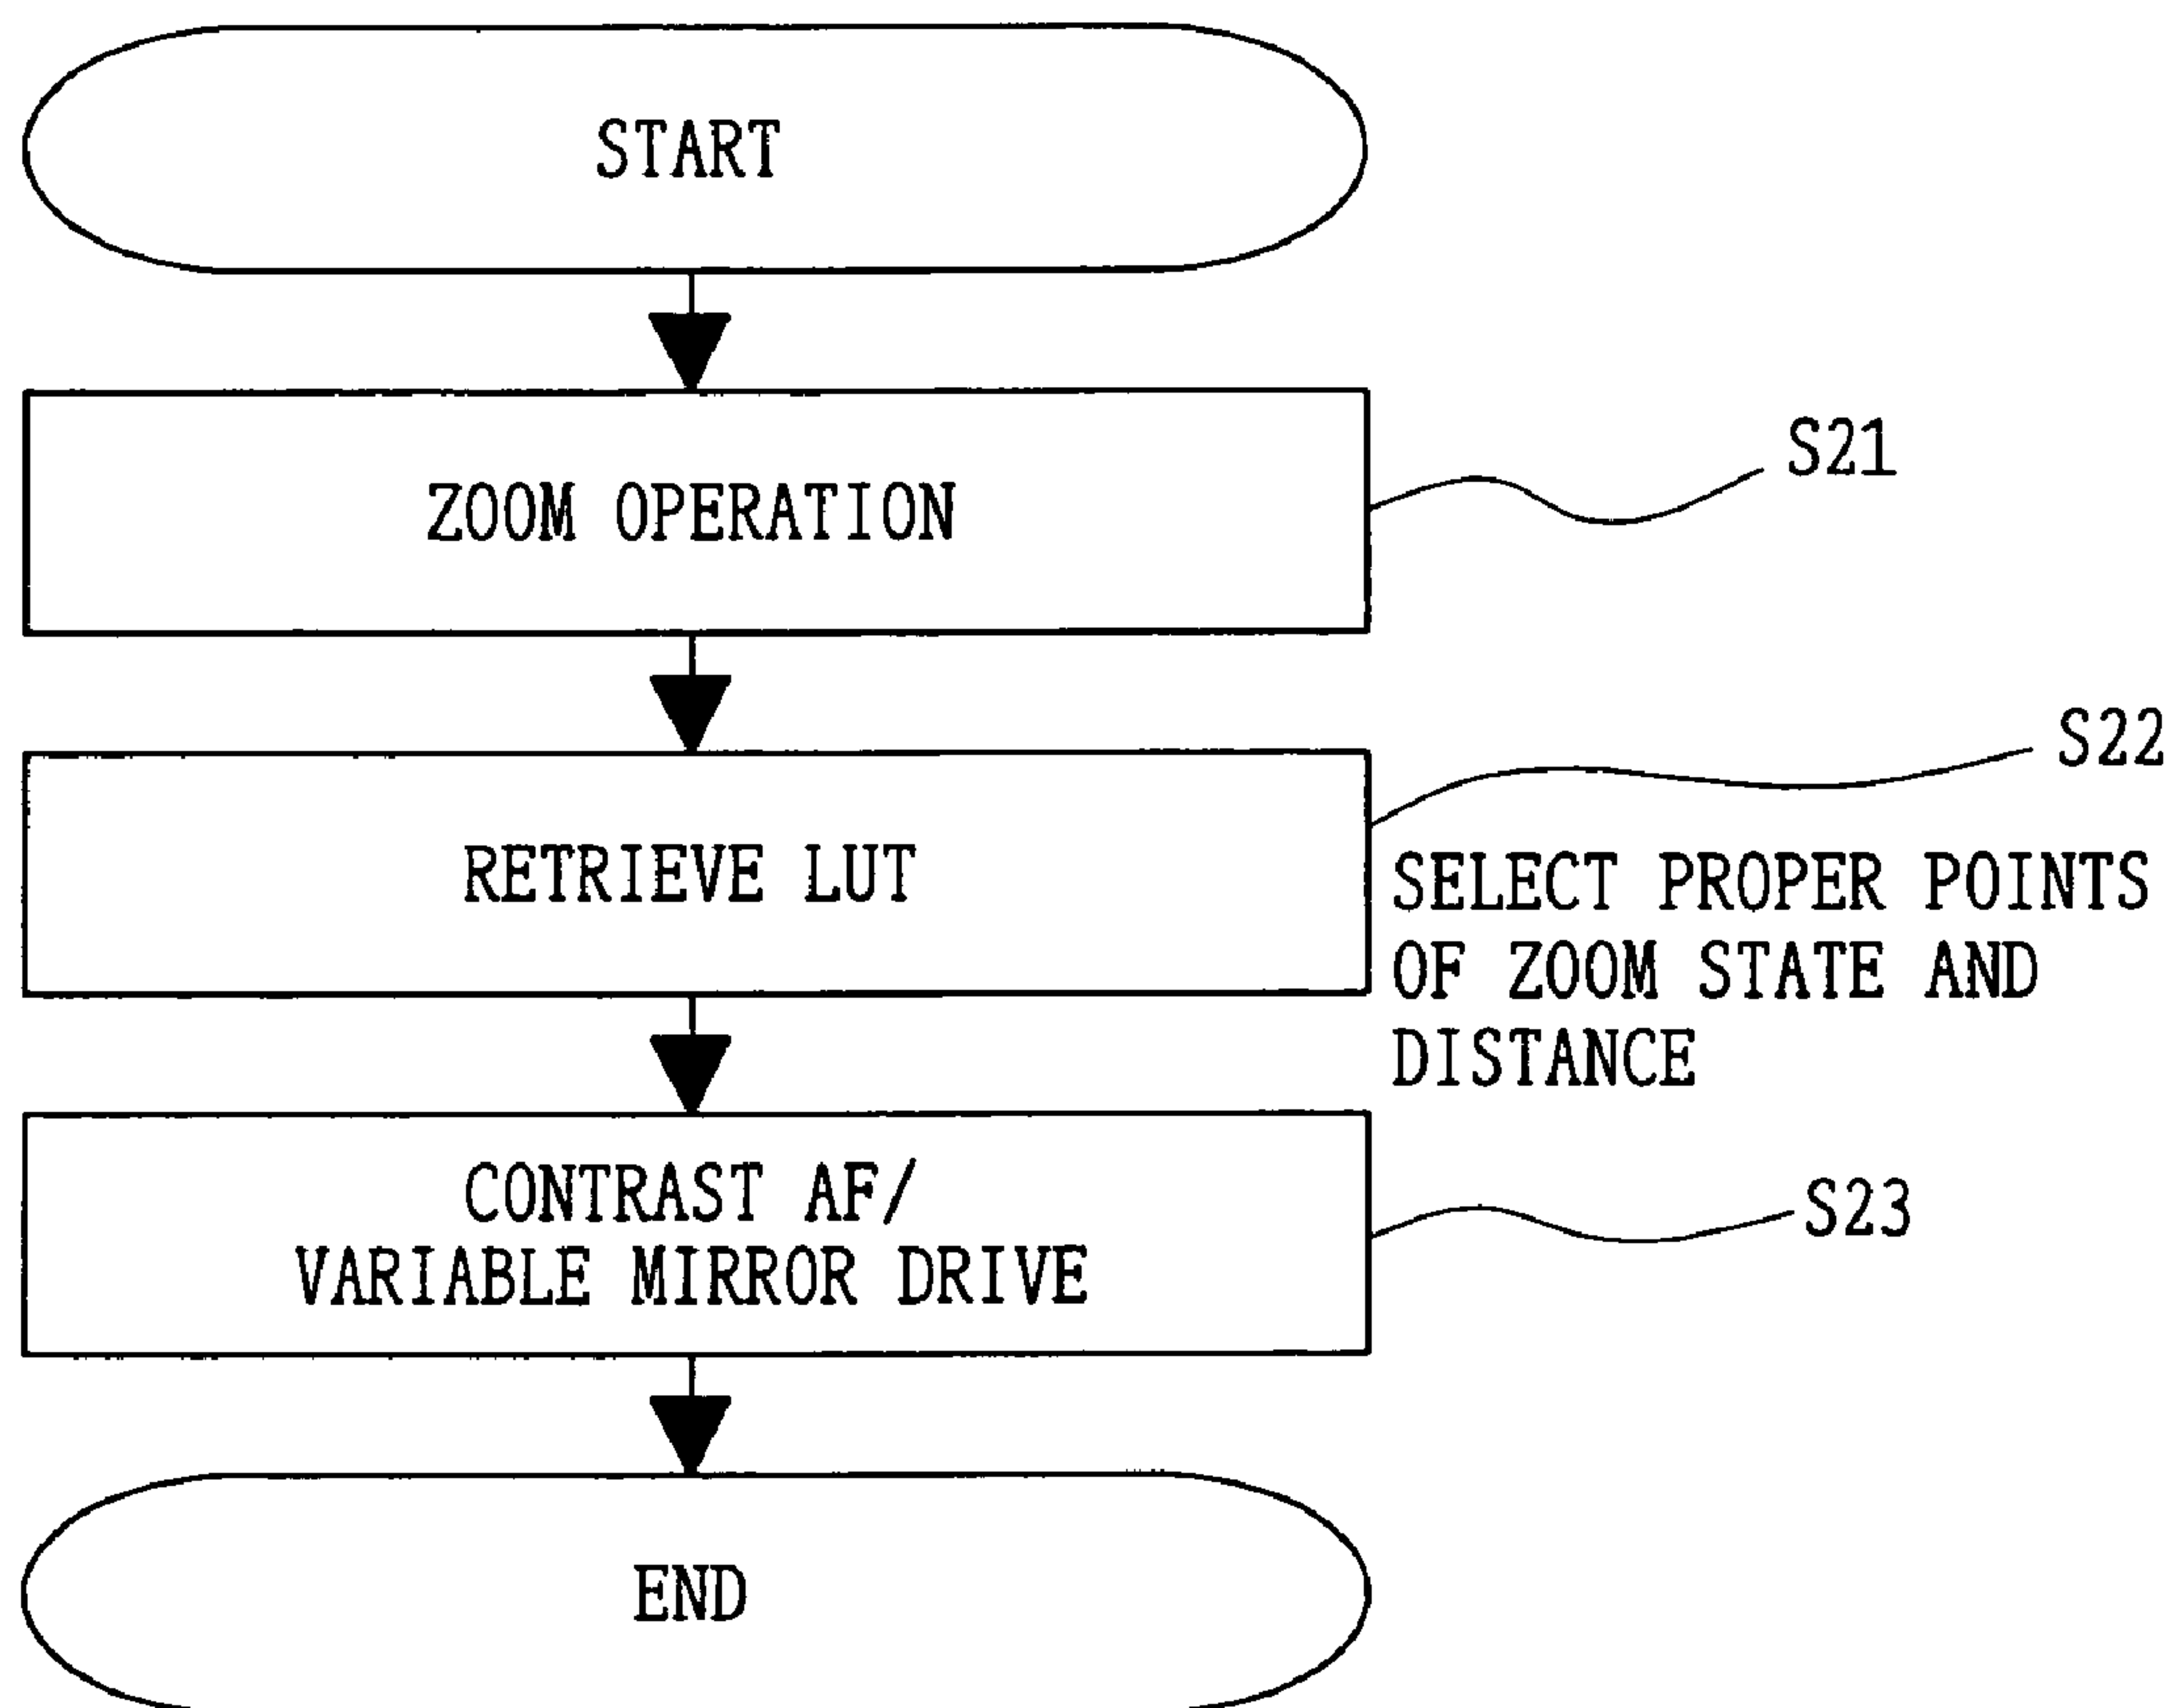 START
ZOOM OPERATION
S21
RETRIEVE LUT
S22
SELECT PROPER POINTS
OF ZOOM STATE AND
DISTANCE
CONTRAST AF/
VARIABLE MIRROR DRIVE
S23
END